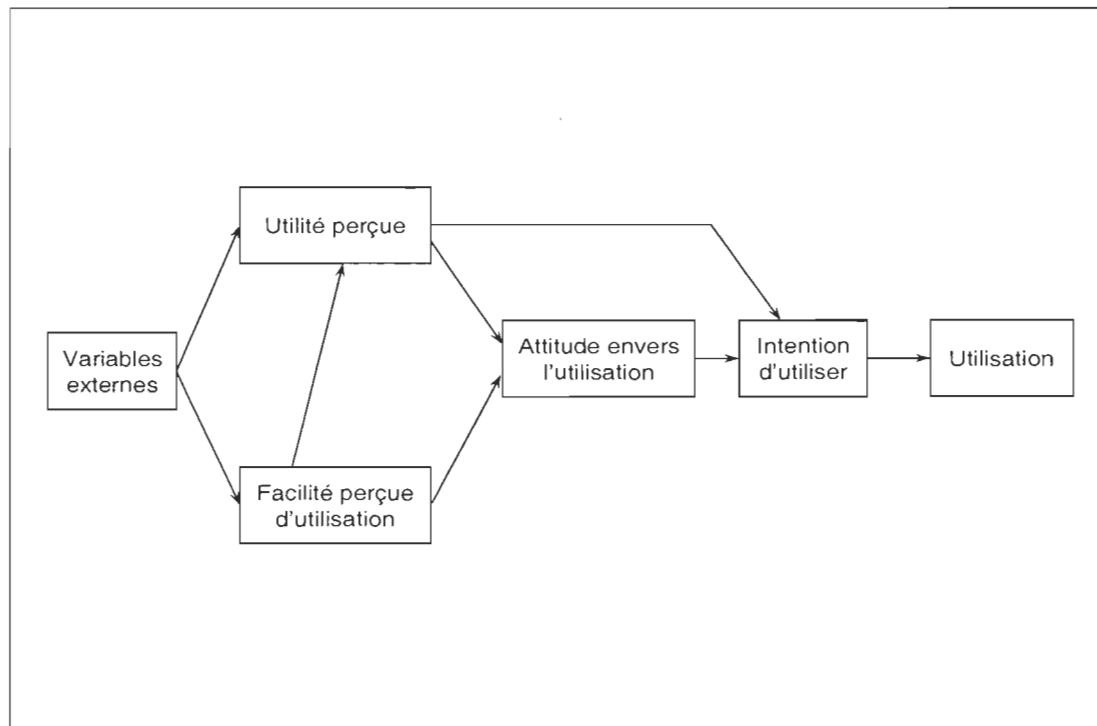 Utilité perçue
Variables
externes
Facilité perçue
d'utilisation
Attitude envers
l'utilisation
Intention
d'utiliser
Utilisation